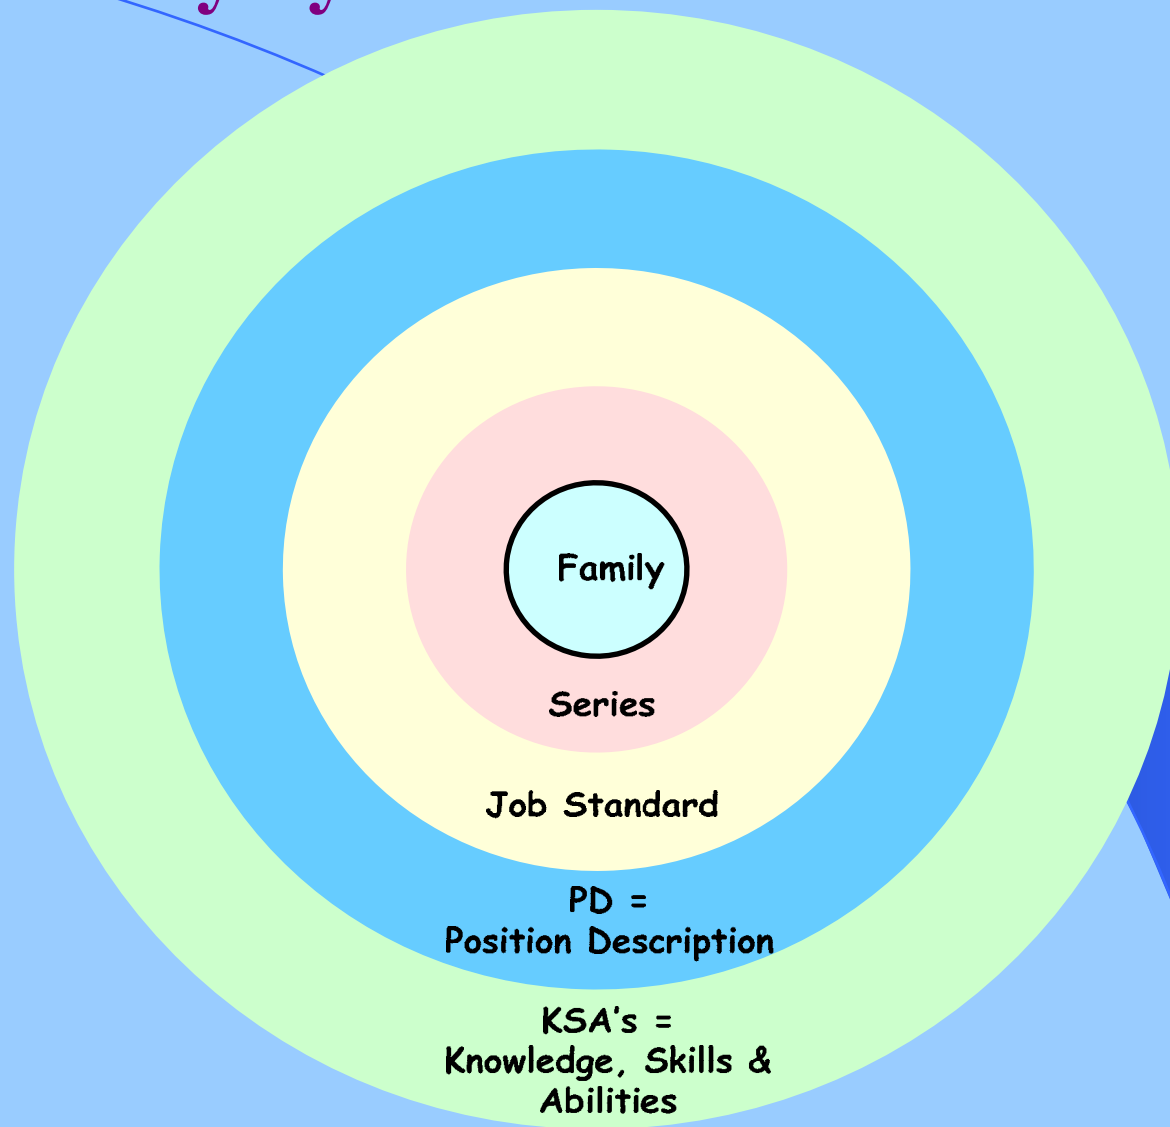 Family
Series
Job Standard
PD =
Position Description
KSA's =
Knowledge, Skills &
Abilities